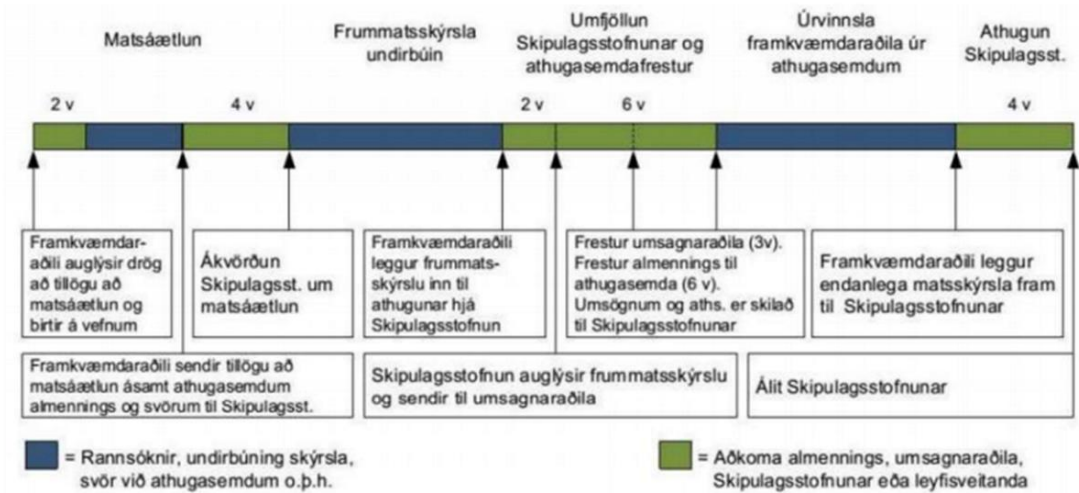 Matsáætlun
Frummatsskýrsla
undirbúin
Umfjöllun
Skipulagsstofnunar og
athugasemdafrestur
Úrvinnsla
framkvæmdaraðila úr
athugasemdum
Athugun
Skipulagsst.
2 v
4 v
2 v
6 v
4 v
Framkvæmdar-
aðili auglýsir drög
að tillögu að
matsáætlun og
birtir á vefnum
Ákvörðun
Skipulagsst. um
matsáætlun
Framkvæmdaraðili
leggur frummats-
skýrslu inn til
athugunar hjá
Skipulagsstofnun
Frestur umsagnaraðila (3v).
Frestur almennings til
athugasemda (6 v).
Umsögnum og aths. er skilað
til Skipulagsstofnunar
Framkvæmdaraðili leggur
endanlega matsskýrsla fram
til Skipulagsstofnunar
Framkvæmdaraðili sendir tillögu að
matsáætlun ásamt athugasemdum
almennings og svörum til Skipulagsst.
Skipulagsstofnun auglýsir frummatsskýrslu
og sendir til umsagnaraðila
Álit Skipulagsstofnunar
= Rannsóknir, undirbúning skýrsla,
svör við athugasemdum o.þ.h.
= Aðkoma almennings, umsagnaraðila,
Skipulagsstofnunar eða leyfisveitanda